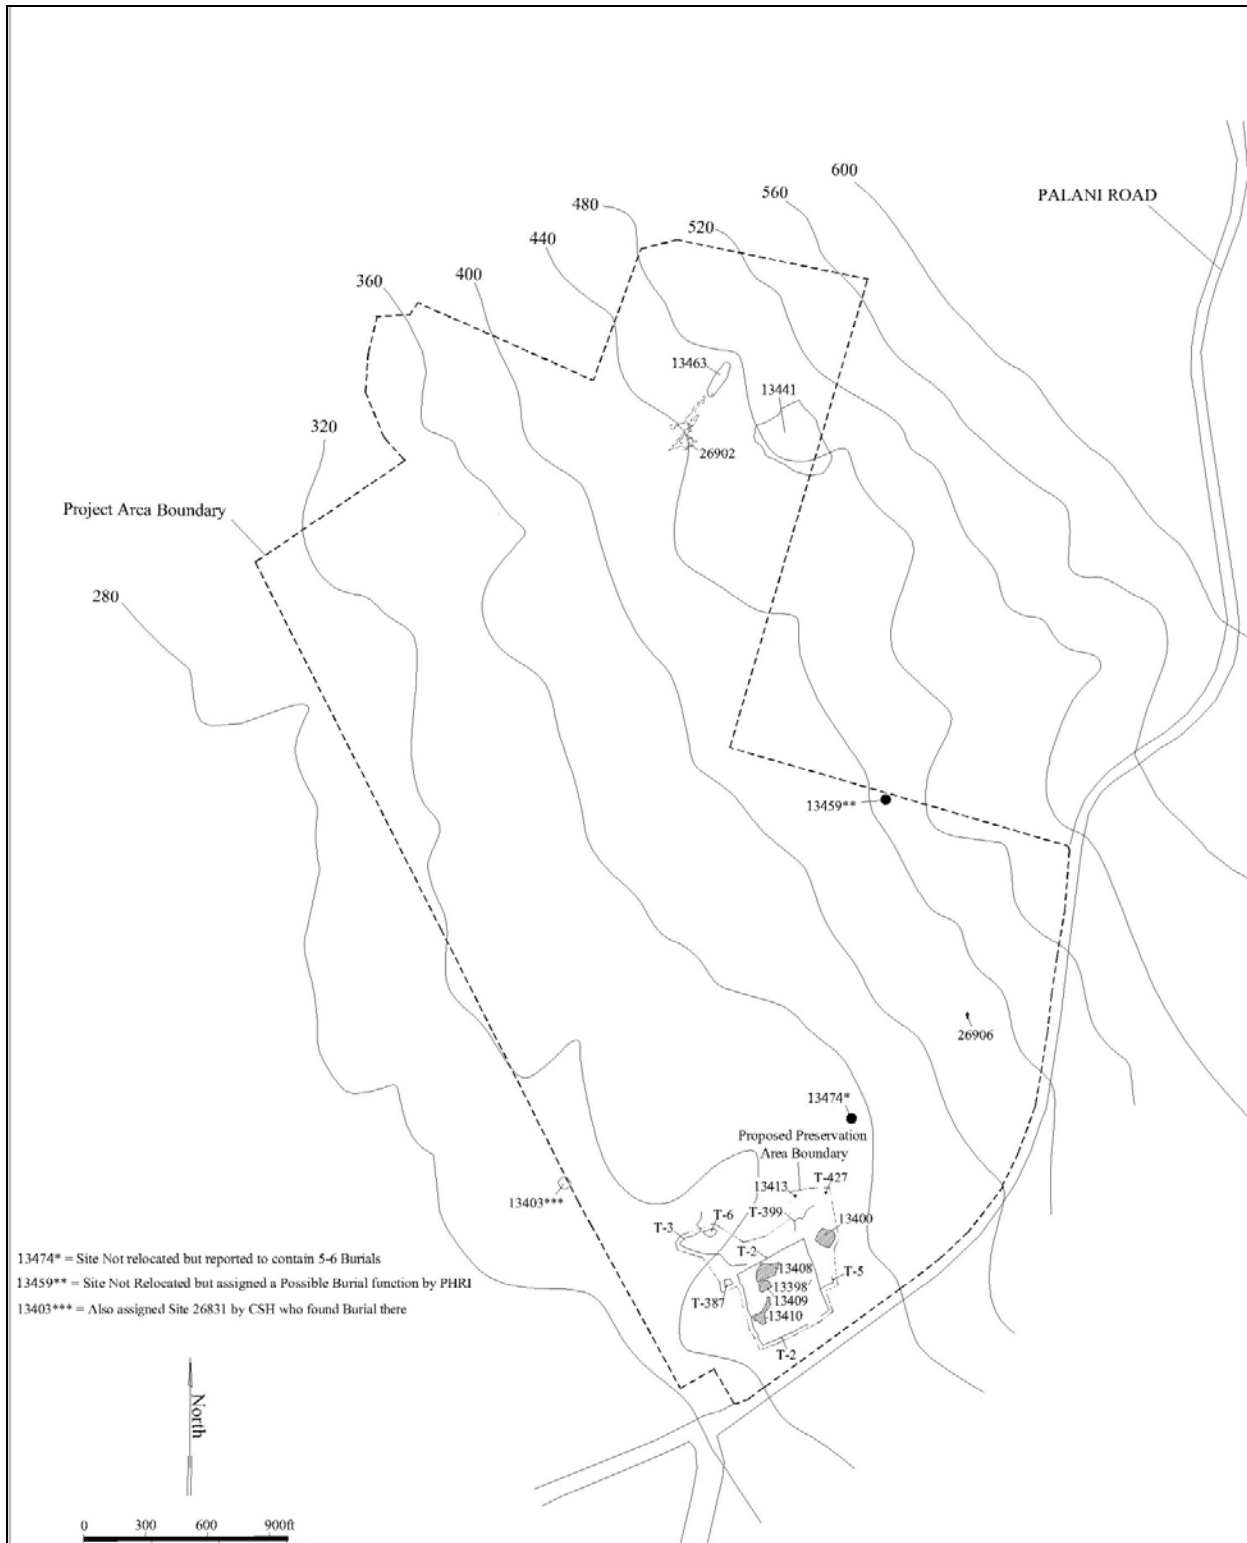 600
560
PALANI ROAD
480
520
440
400
360
13463
13441
320
26902
Project Area Boundary
280
13459**
26906
13474*
Proposed Preservation
Area Boundary
T-427
13413
13403***
T-399
T-6
T-3
13400
T-2
13408
T-5
13398
T-387
13409
13410
T-2
13474* = Site Not relocated but reported to contain 5-6 Burials
13459** = Site Not Relocated but assigned a Possible Burial function by PHRI
13403*** = Also assigned Site 26831 by CSH who found Burial there
North
0 300 600 900ft